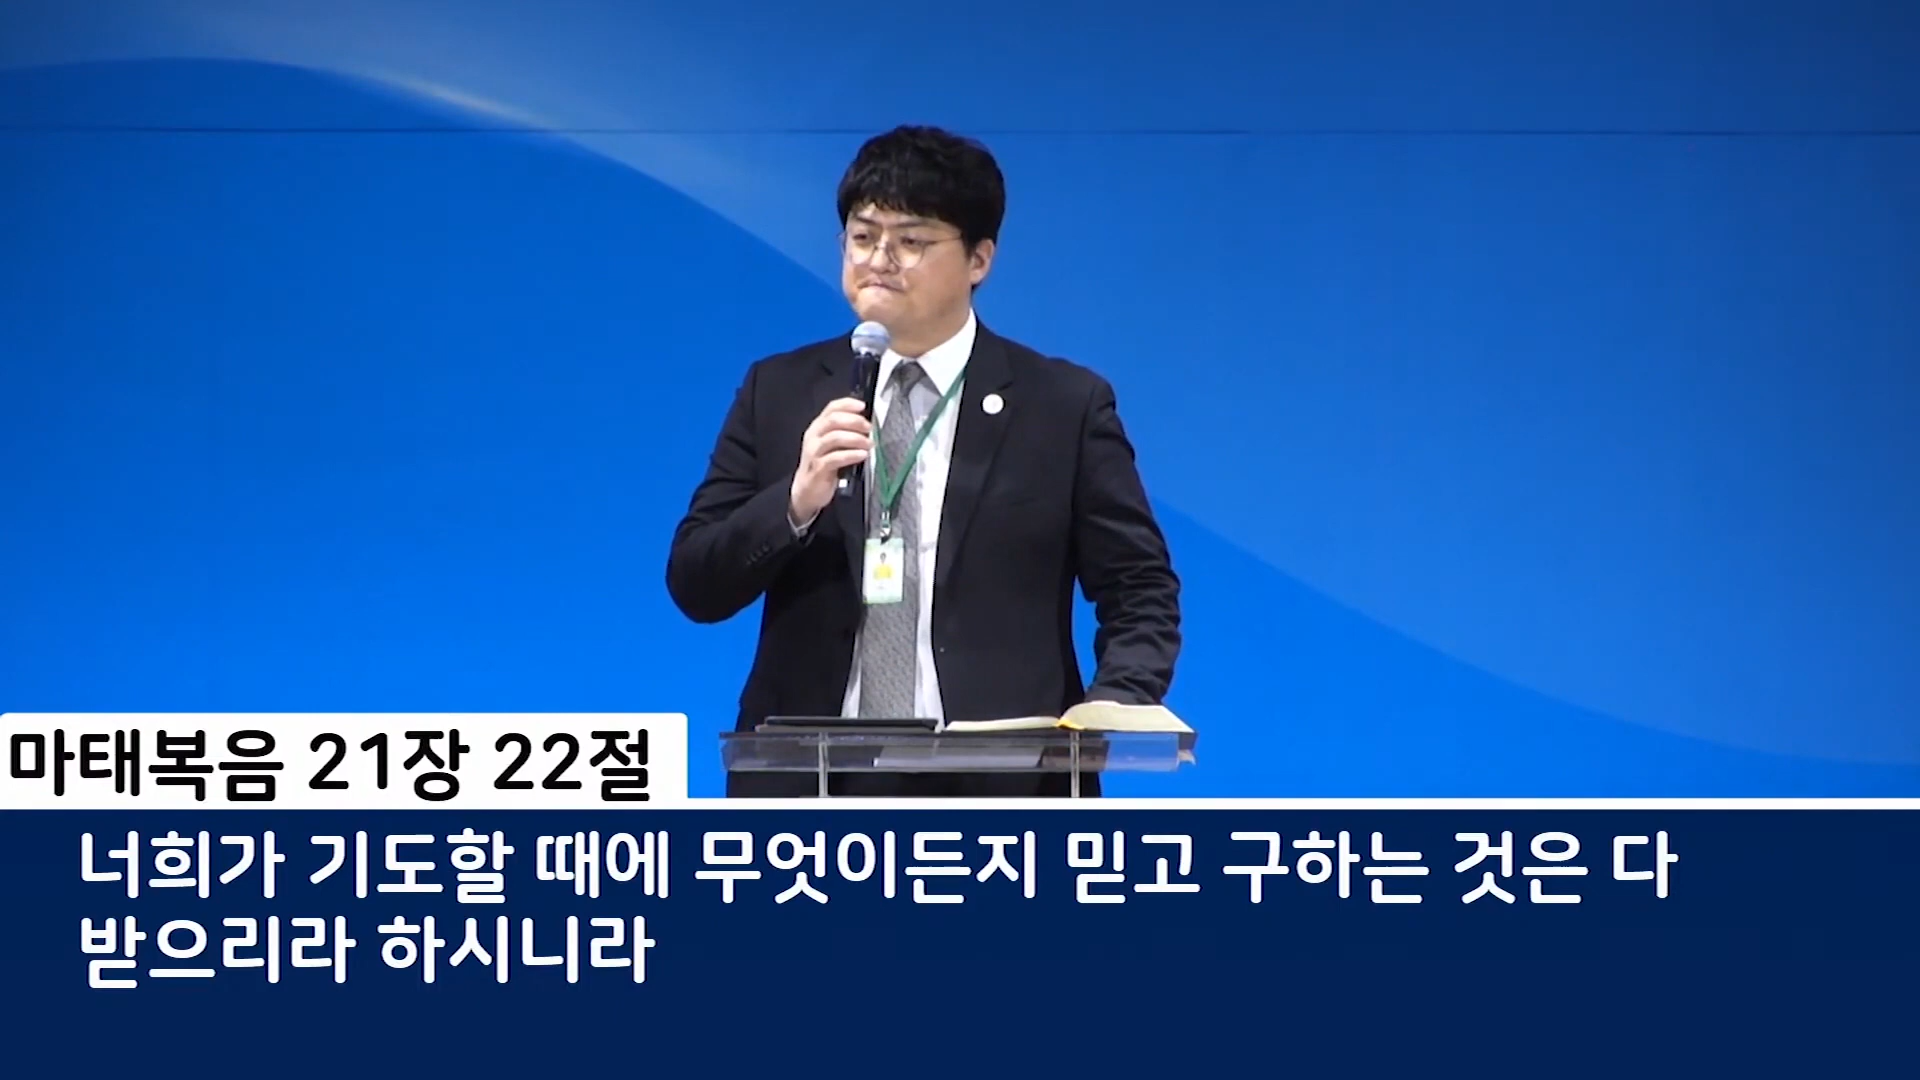 마태복음 21장 22절
너희가 기도할 때에 무엇이든지 믿고 구하는 것은 다
받으리라 하시니라